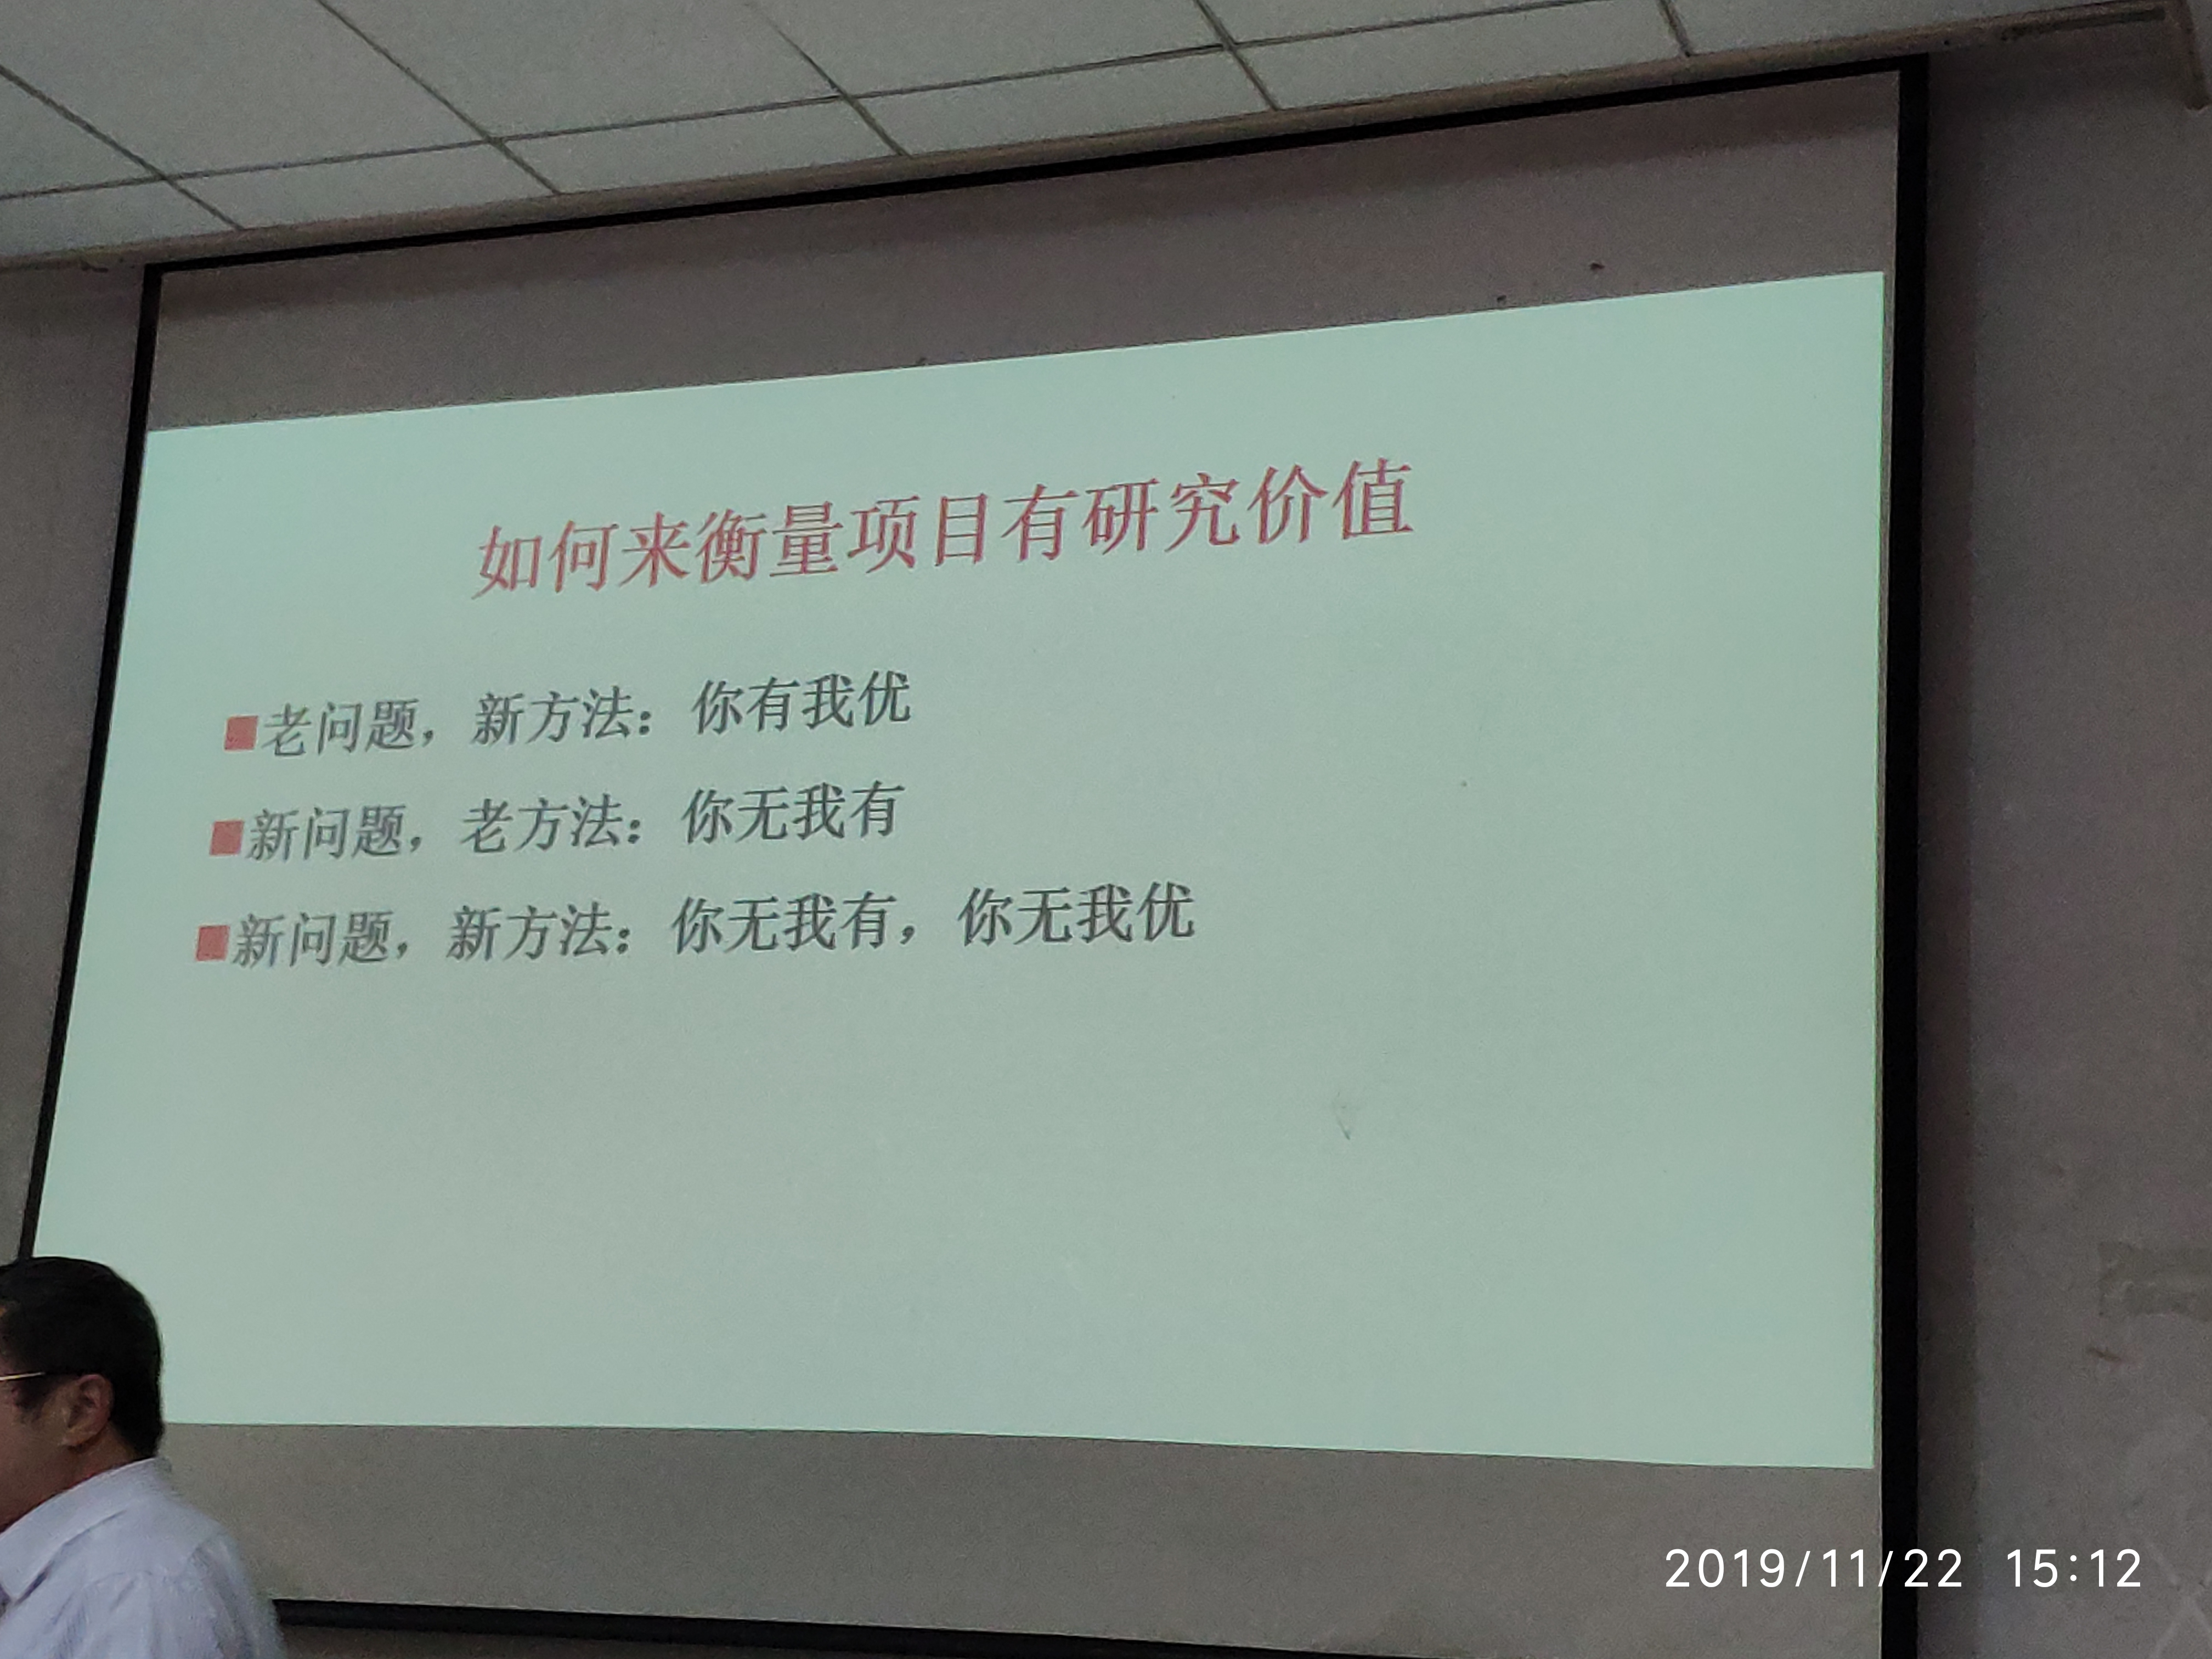 如何来衡量项目有研究价值
老问题，新方法：你有我优
新问题，老方法：你无我有
新问题，新方法：你无我有，你无我优
2019/11/22 15:12